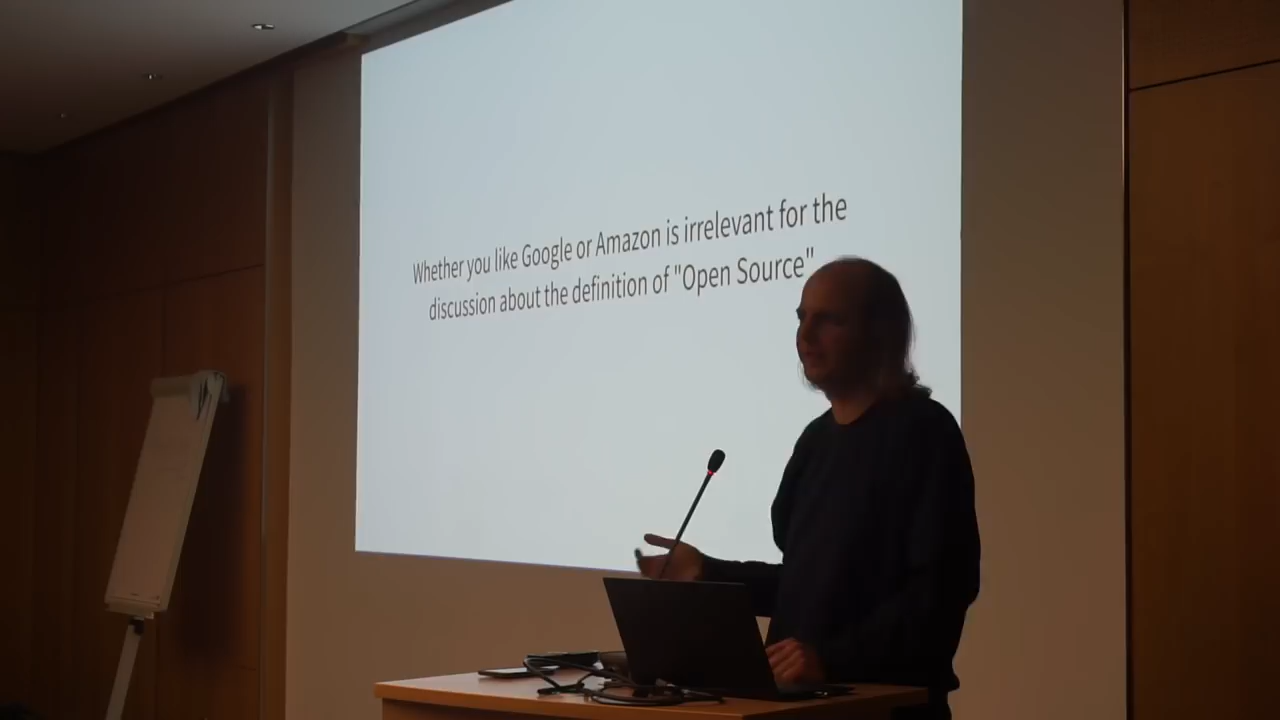 Whether you like Google or Amazon is irrelevant for the
discussion about the definition of "Open Source"